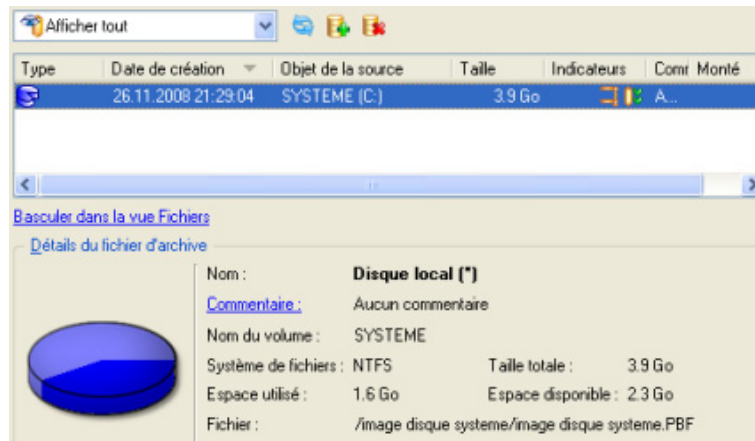 Afficher tout
Type Date de création Objet de la source Taille Indicateurs Comr Monté
26.11.2008 21:29:04 SYSTEME (C:) 3.9 Go A...
Basculer dans la vue Fichiers
Détails du fichier d'archive
Nom : Disque local (*)
Commentaire : Aucun commentaire
Nom du volume : SYSTEME
Système de fichiers : NTFS Taille totale : 3.9 Go
Espace utilisé : 1.6 Go Espace disponible : 2.3 Go
Fichier : /image disque systeme/image disque systeme.PBF